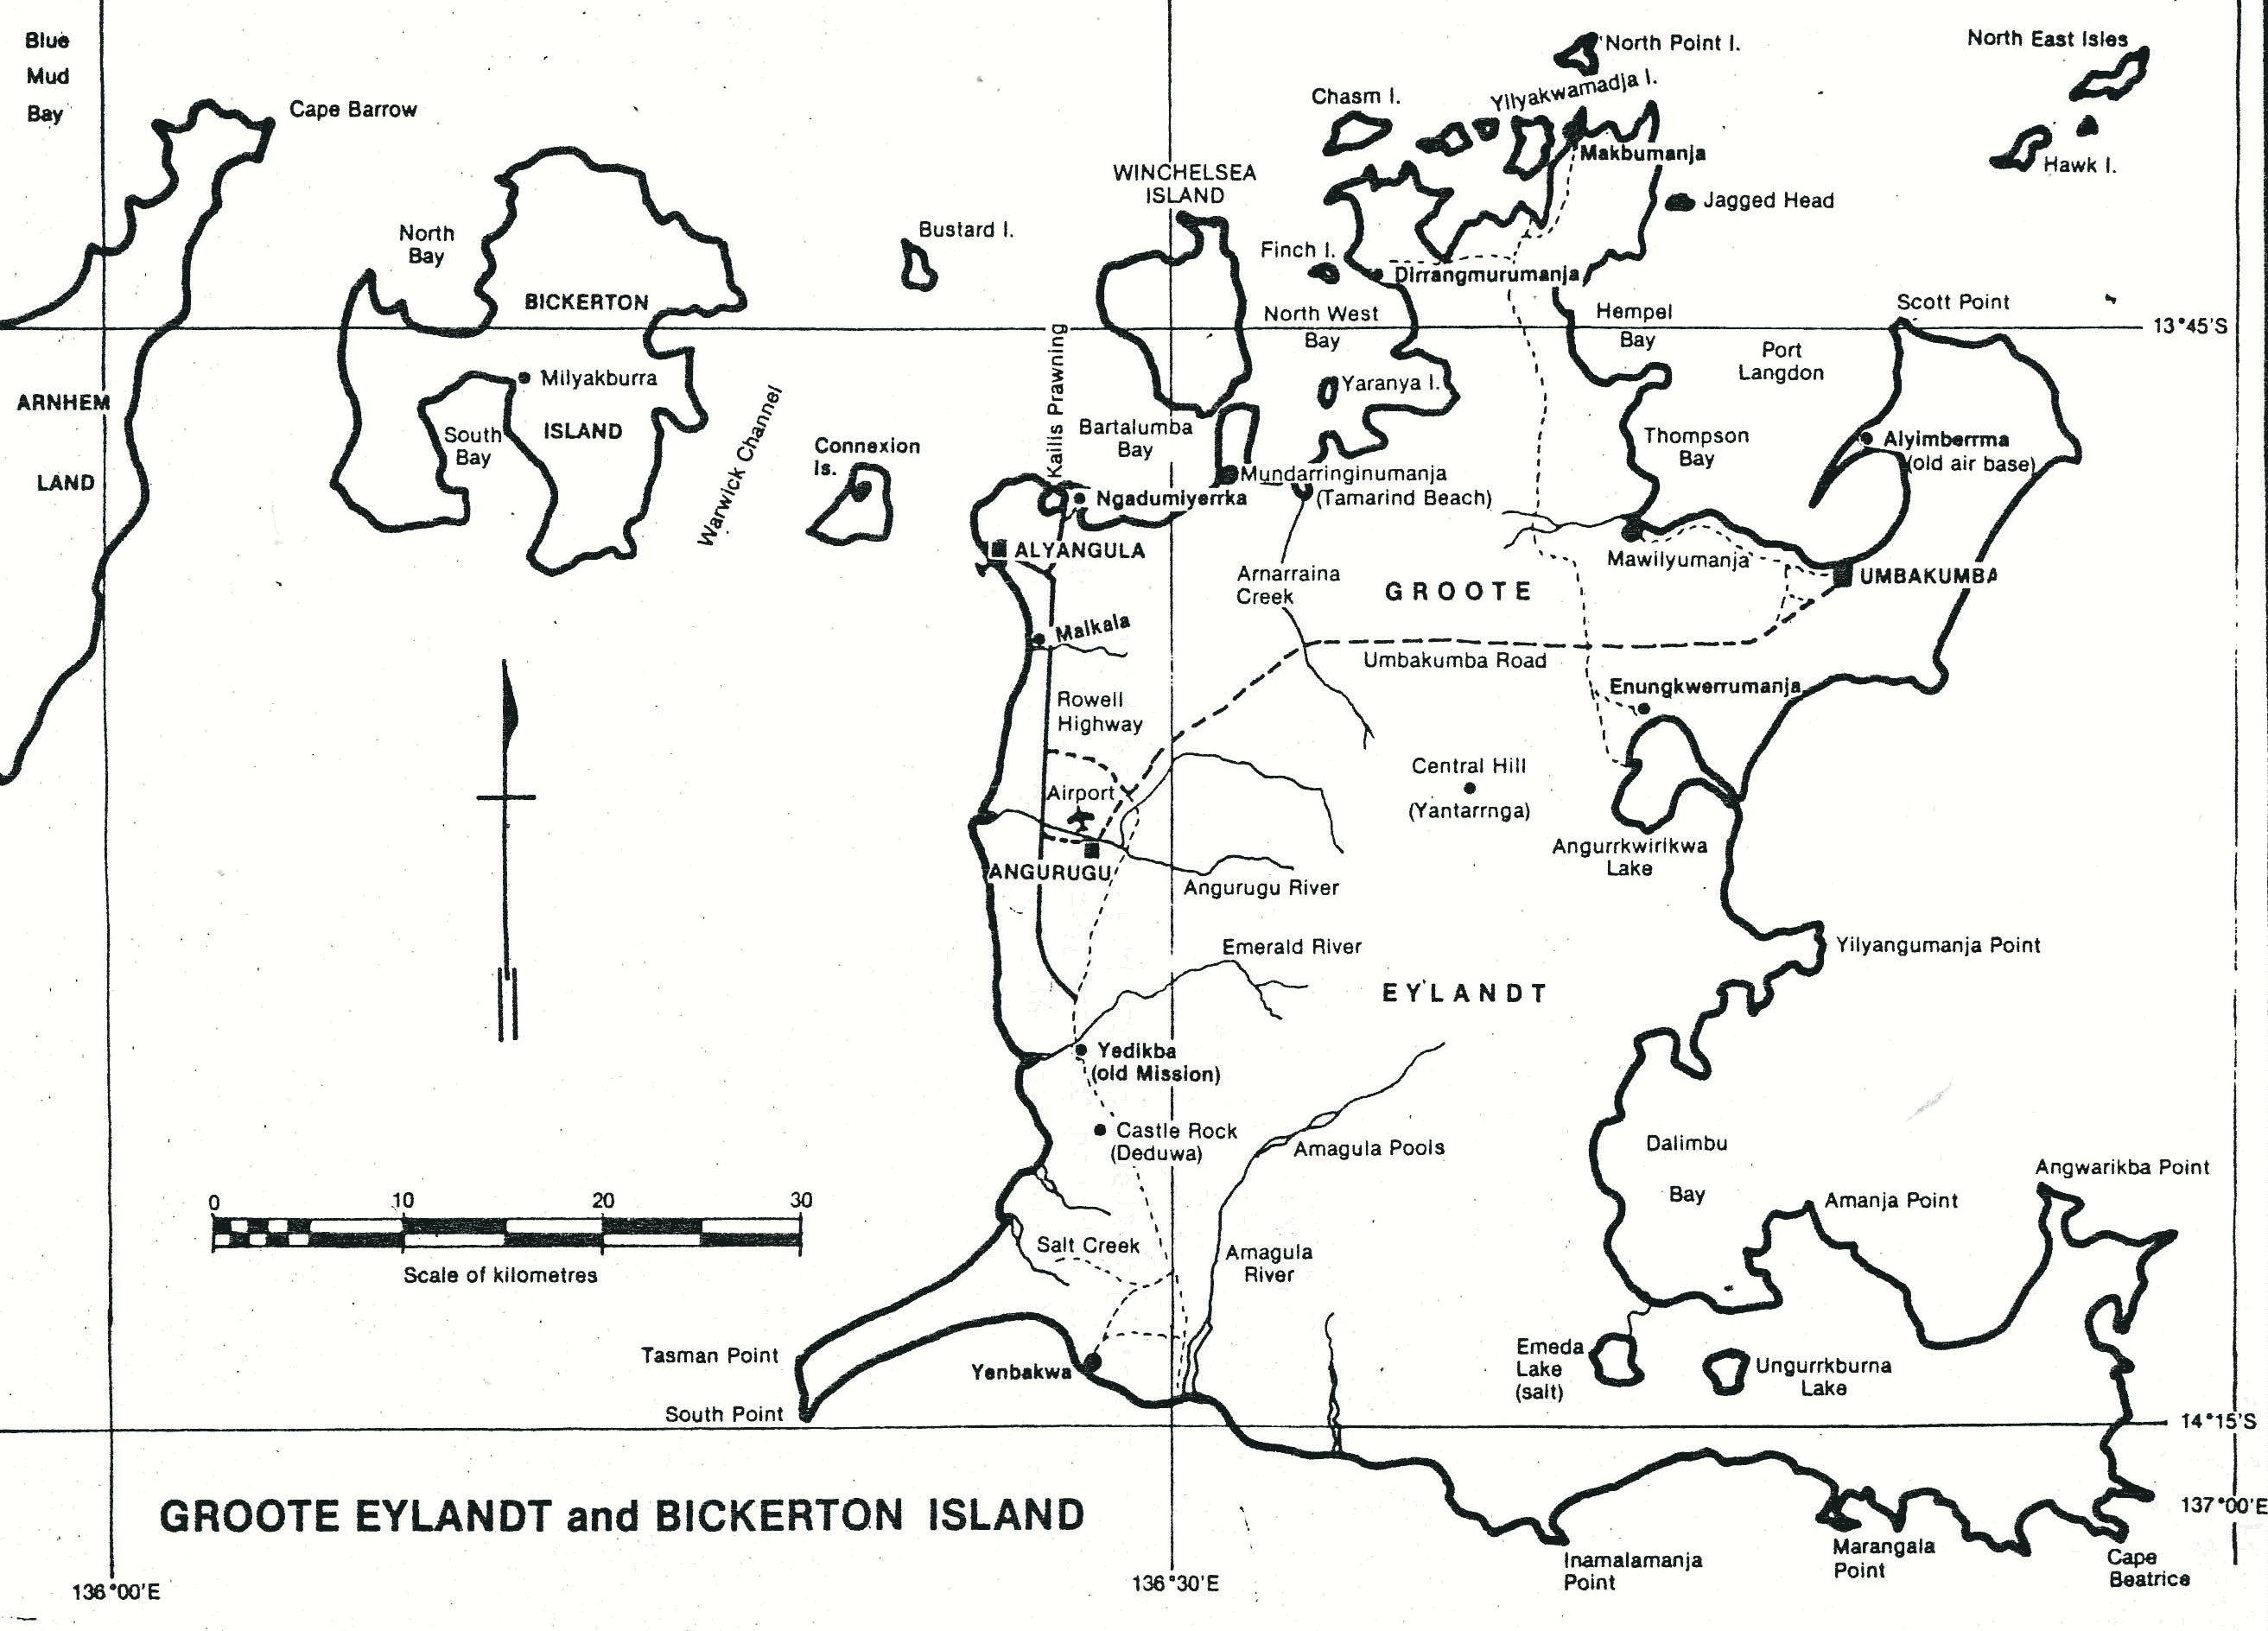 Blue
Mud
Bay
Cape Barrow
North Point I.
North East Isles
Chasm I.
Yilyakwamadja I.
Makbumanja
Hawk I.
WINCHELSEA
ISLAND
Jagged Head
North
Bay
Bustard I.
Finch I.
Dirrangmurumanja
BICKERTON
North West
Bay
Hempel
Bay
Scott Point
13°45'S
Port
Langdon
Kailis Prawning
Milyakburra
Yaranya I.
ARNHEM
LAND
South
Bay
ISLAND
Warwick Channel
Connexion
Is.
Bartalumba
Bay
Thompson
Bay
Alyimberrma
(old air base)
Mundarringinumanja
(Tamarind Beach)
Ngadumiyerrka
ALYANGULA
Mawilyumanja
UMBAKUMBA
Arnarraina
Creek
GROOTE
Malkala
Umbakumba Road
Enungkwerrumanja
Rowell
Highway
Central Hill
(Yantarrnga)
Airport
Angurrkwirikwa
Lake
ANGURUGU
Angurugu River
Emerald River
Yilyangumanja Point
EYLANDT
Yedikba
(old Mission)
Castle Rock
(Deduwa)
Amagula Pools
Dalimbu
Bay
Angwarikba Point
Amanja Point
0 10 20 30
Scale of kilometres
Salt Creek
Amagula
River
Tasman Point
Yenbakwa
South Point
Emeda
Lake
(salt)
Ungurrkburna
Lake
14°15'S
137°00'E
GROOTE EYLANDT and BICKERTON ISLAND
Inamalamanja
Point
Marangala
Point
Cape
Beatrice
136°00'E
136°30'E